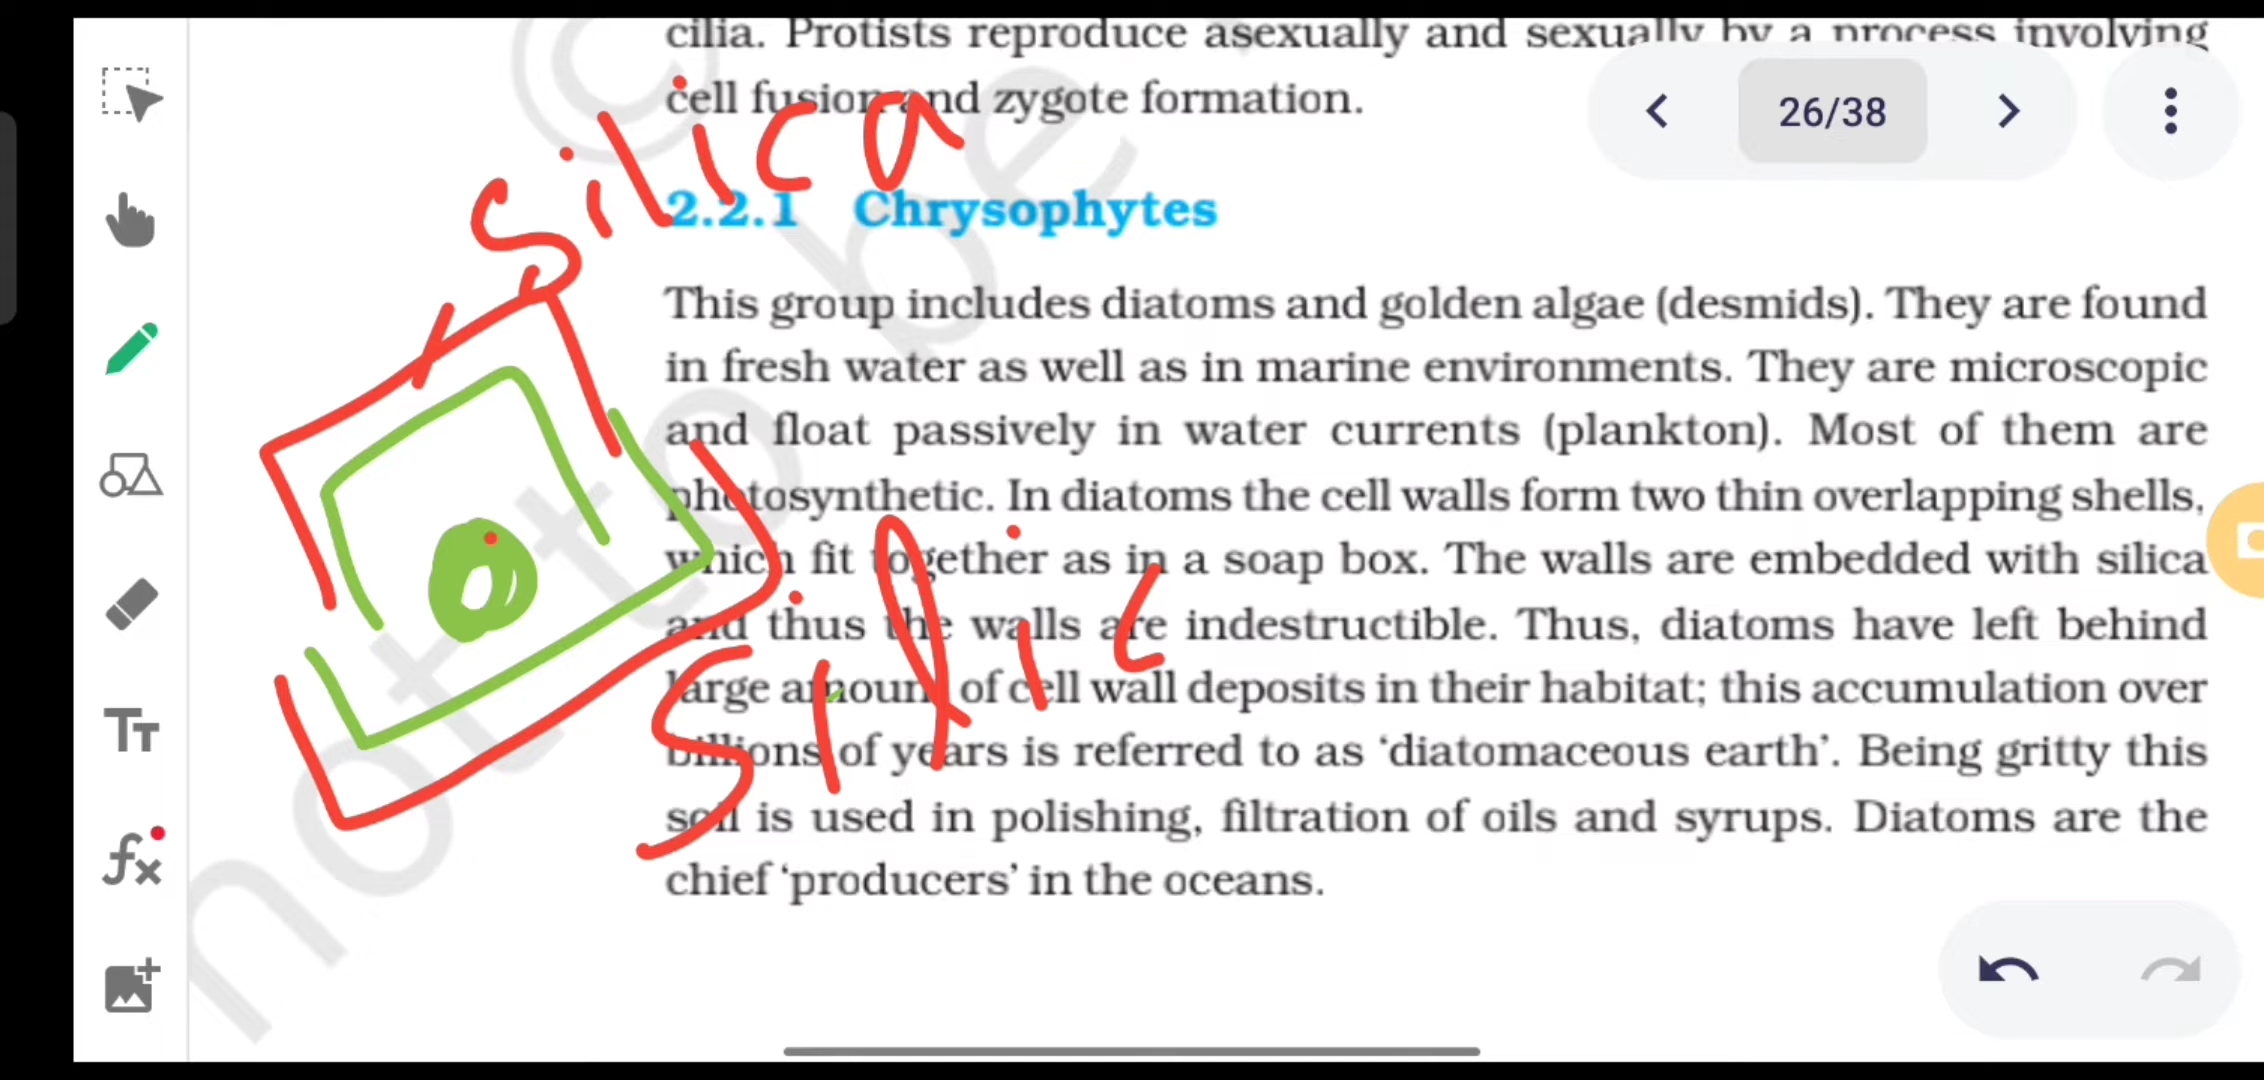 cilia. Protists reproduce asexually and sexually by a process involving
cell fusion and zygote formation.
26/38
silica
2.2.1 Chrysophytes
This group includes diatoms and golden algae (desmids). They are found
in fresh water as well as in marine environments. They are microscopic
and float passively in water currents (plankton). Most of them are
photosynthetic. In diatoms the cell walls form two thin overlapping shells,
which fit together as in a soap box. The walls are embedded with silica
and thus the walls are indestructible. Thus, diatoms have left behind
large amount of cell wall deposits in their habitat; this accumulation over
billions of years is referred to as ‘diatomaceous earth’. Being gritty this
soil is used in polishing, filtration of oils and syrups. Diatoms are the
chief ‘producers’ in the oceans.
Silic
© not to be
TT
fx